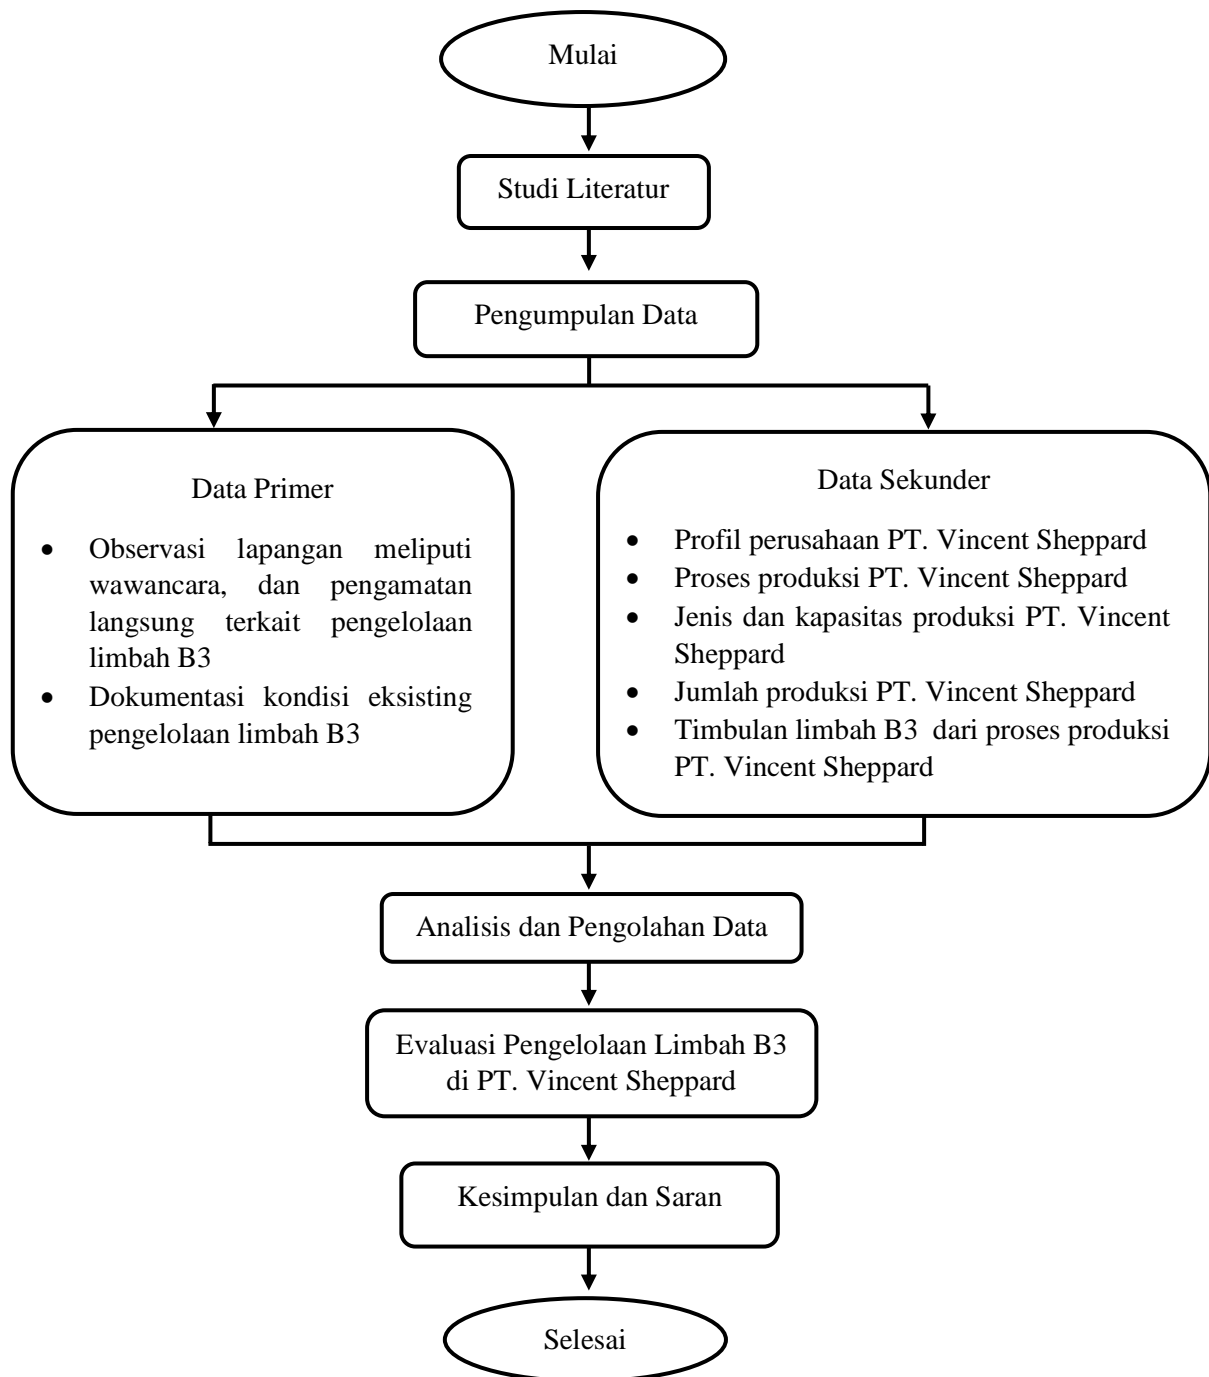 Mulai
Studi Literatur
Pengumpulan Data
Data Primer
• Observasi lapangan meliputi
wawancara, dan pengamatan
langsung terkait pengelolaan
limbah B3
• Dokumentasi kondisi eksisting
pengelolaan limbah B3
Data Sekunder
• Profil perusahaan PT. Vincent Sheppard
• Proses produksi PT. Vincent Sheppard
• Jenis dan kapasitas produksi PT. Vincent
Sheppard
• Jumlah produksi PT. Vincent Sheppard
• Timbulan limbah B3 dari proses produksi
PT. Vincent Sheppard
Analisis dan Pengolahan Data
Evaluasi Pengelolaan Limbah B3
di PT. Vincent Sheppard
Kesimpulan dan Saran
Selesai